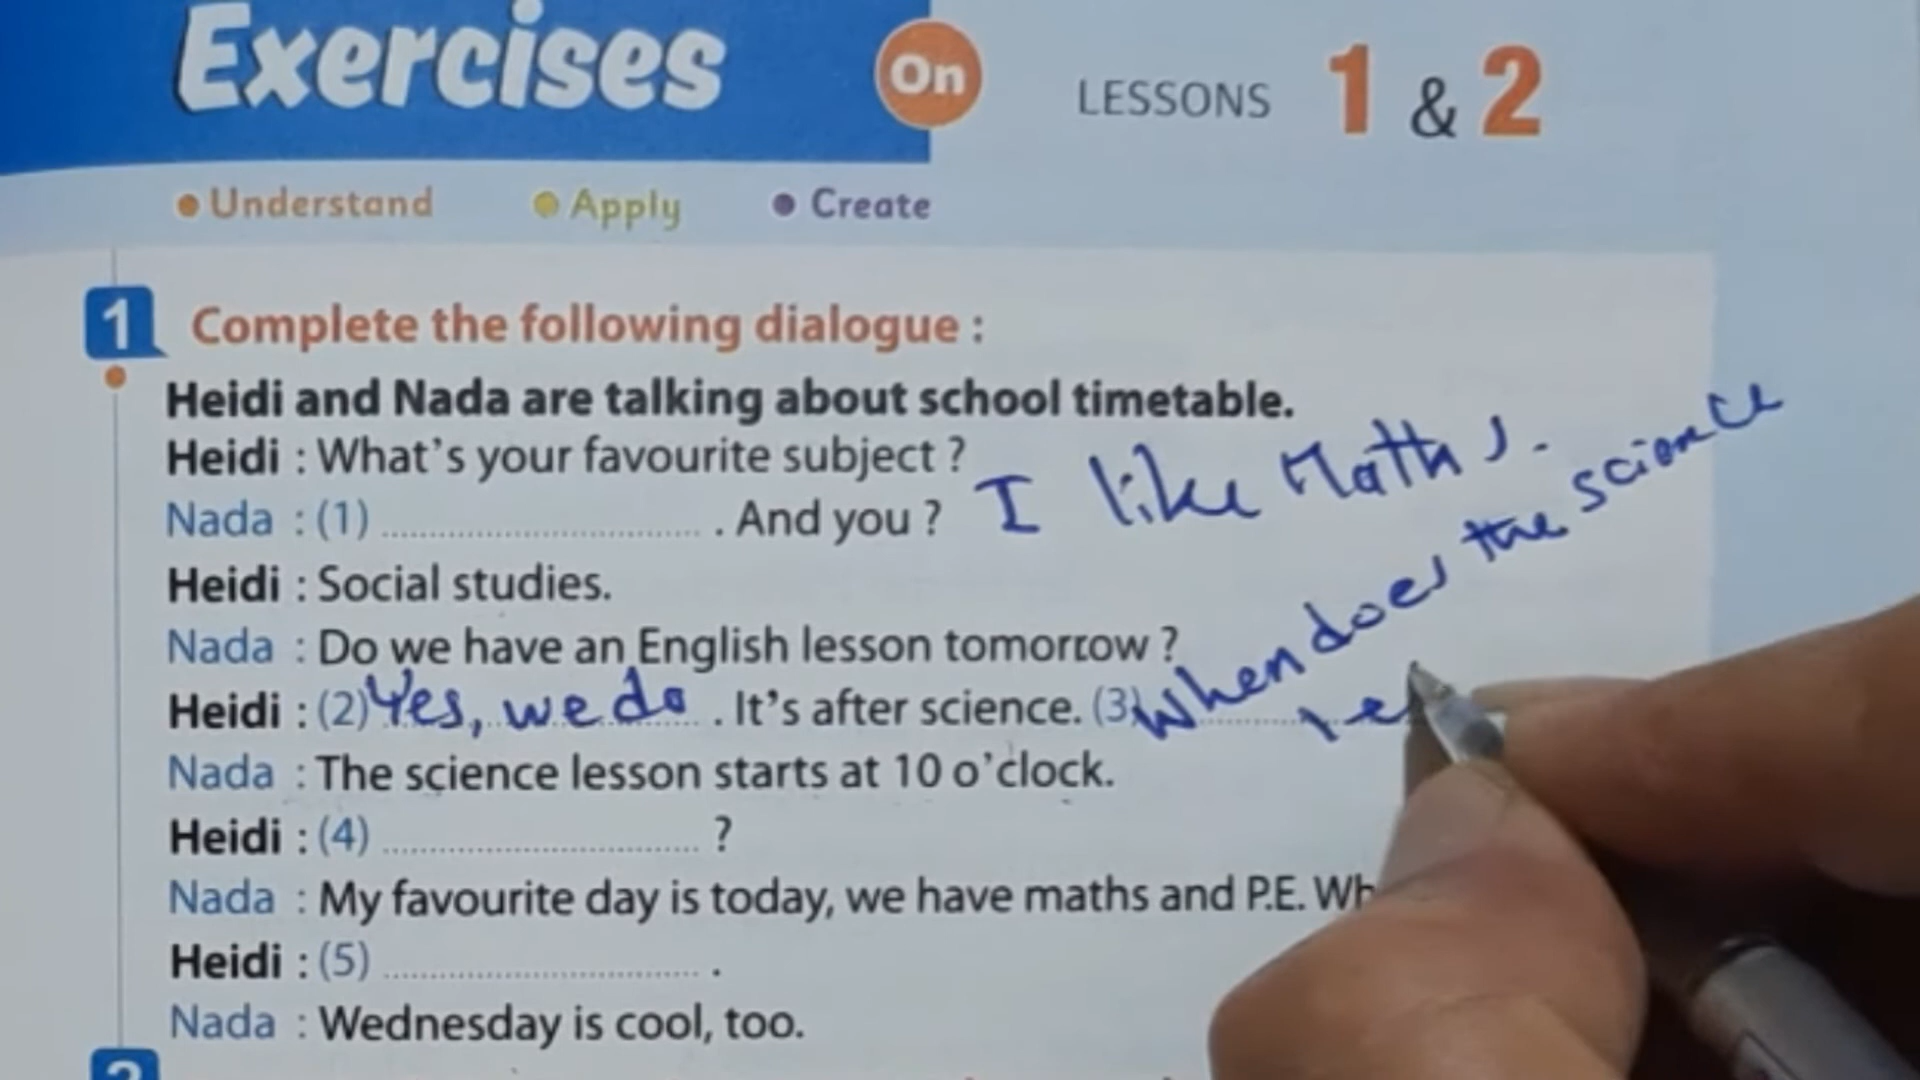 Exercises On LESSONS 1 & 2
Understand Apply Create
1 Complete the following dialogue :
Heidi and Nada are talking about school timetable.
Heidi : What's your favourite subject ?
Nada : (1) . And you ? I like Maths.
Heidi : Social studies.
Nada : Do we have an English lesson tomorrow ?
Heidi : (2) Yes, we do . It's after science. (3) When does the science
Nada : The science lesson starts at 10 o'clock.
Heidi : (4) ?
Nada : My favourite day is today, we have maths and P.E.
Heidi : (5) .
Nada : Wednesday is cool, too.
2